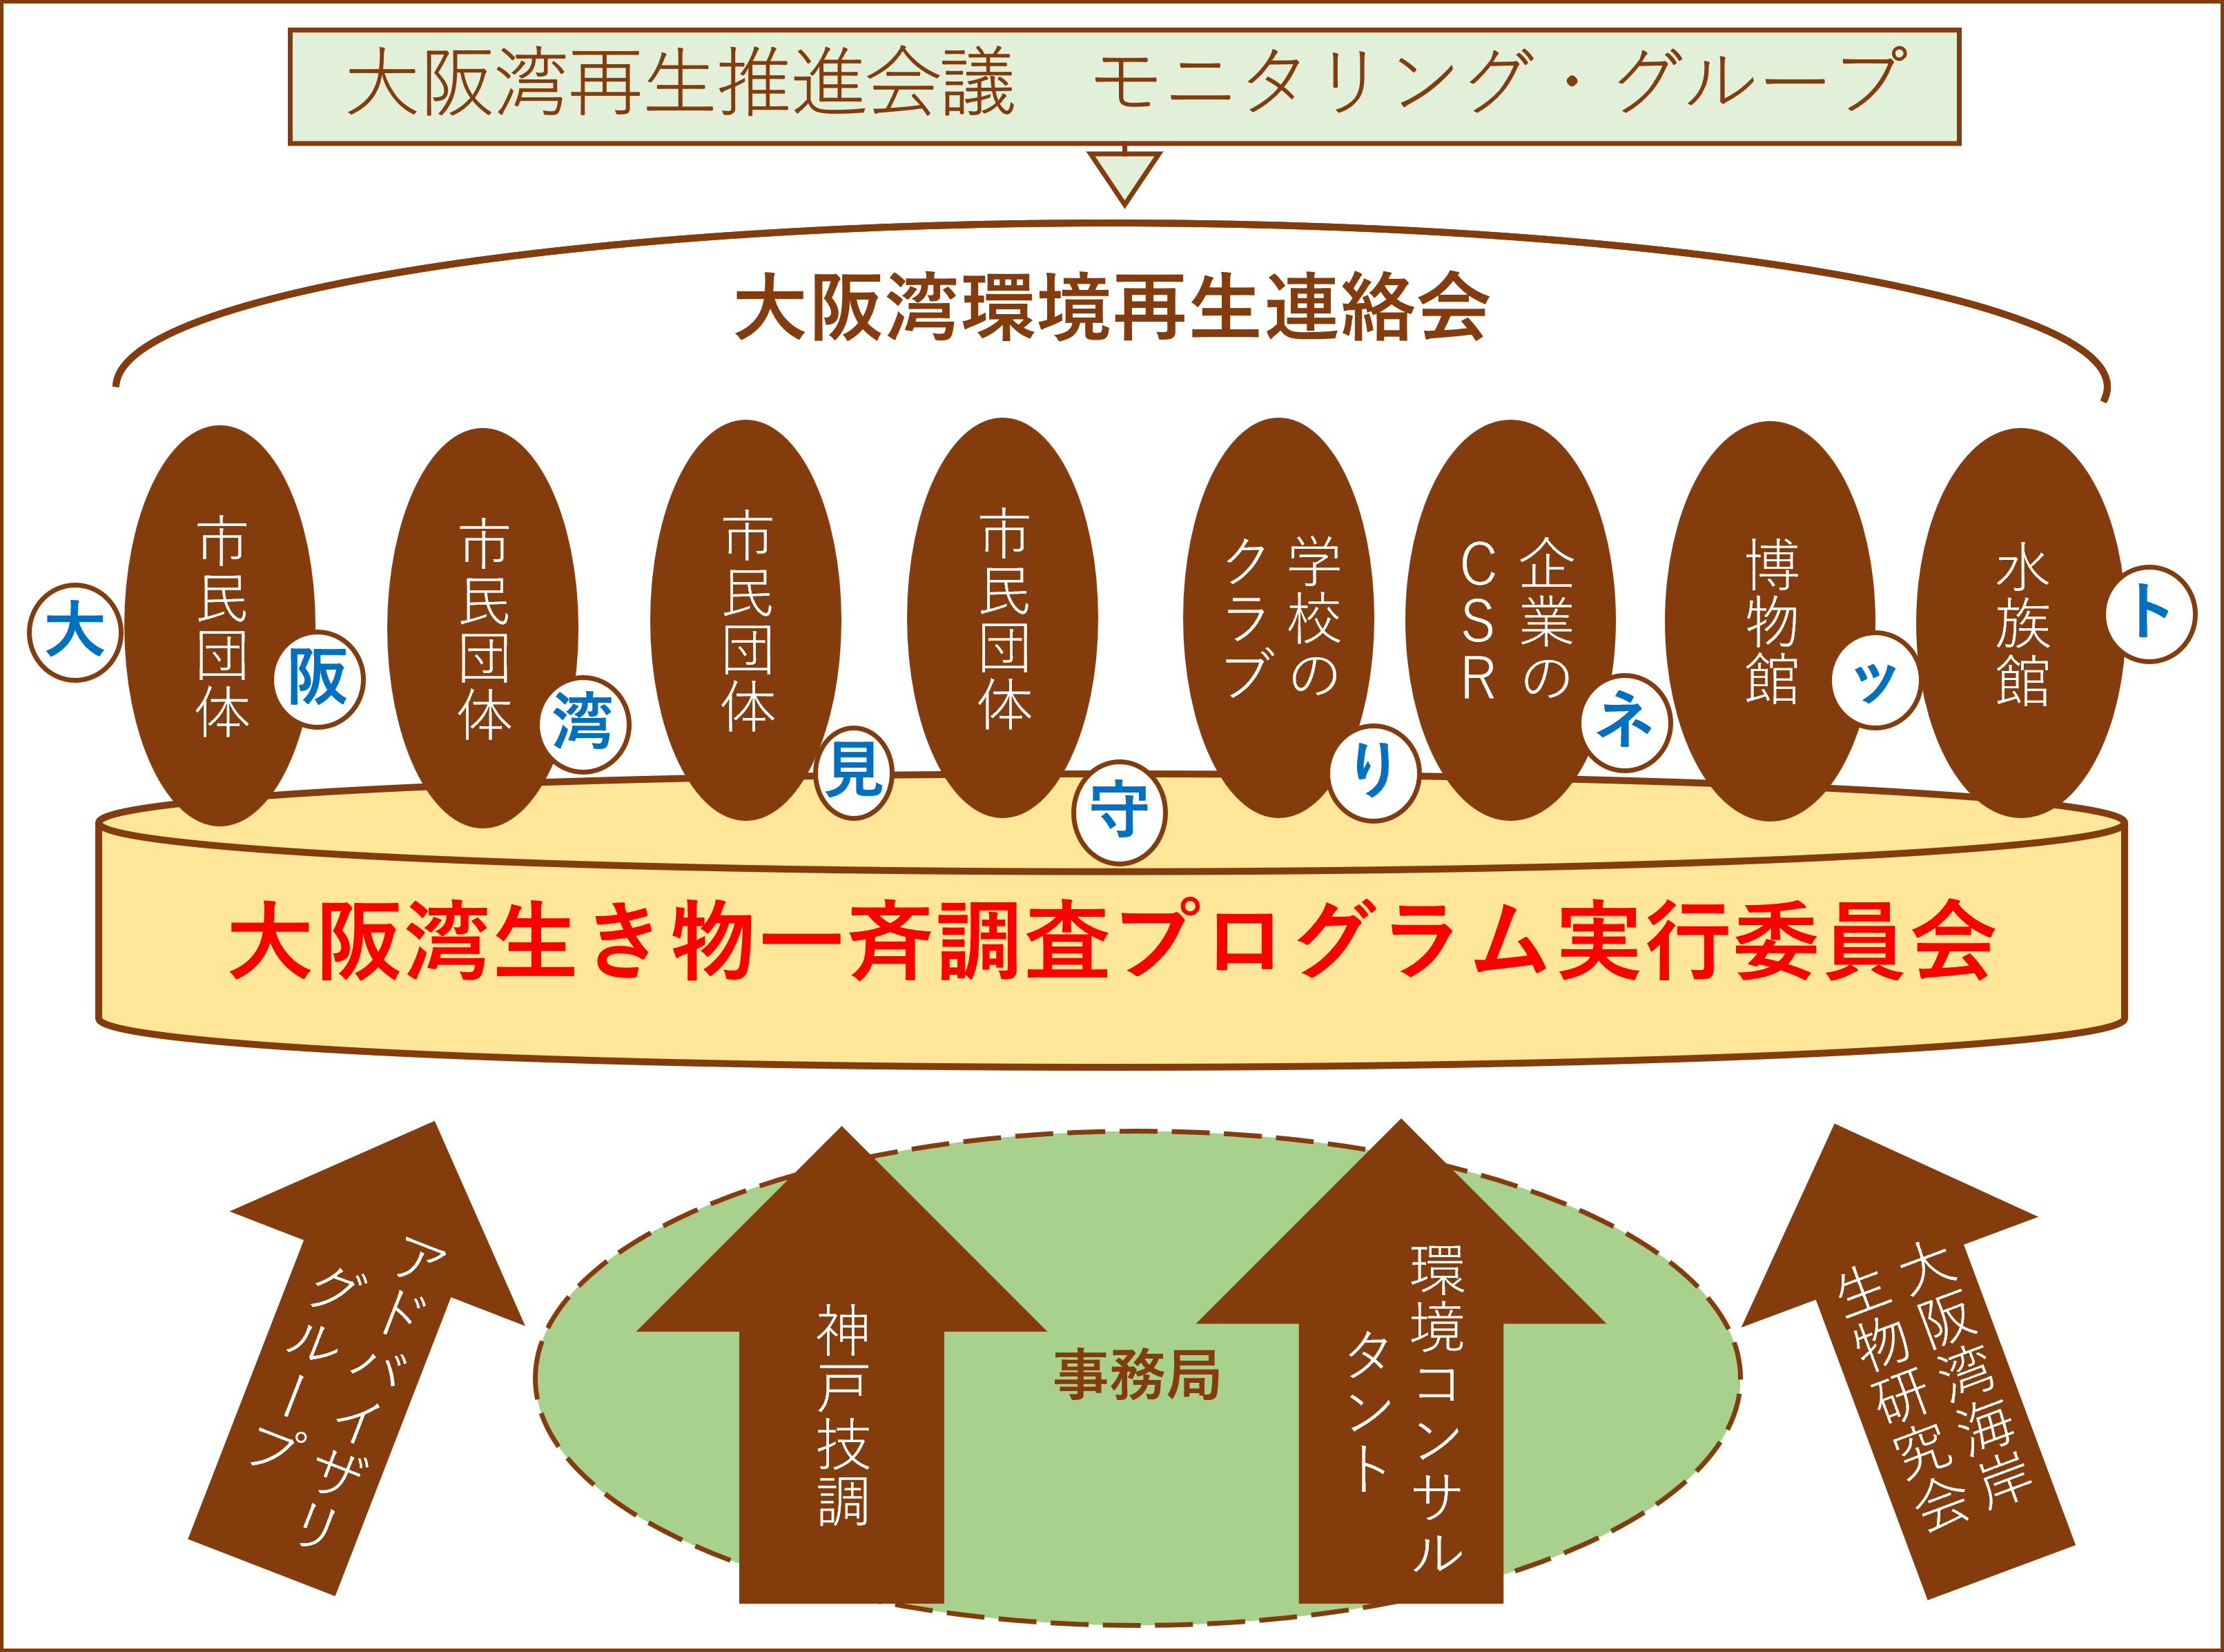 大阪湾再生推進会議　モニタリング・グループ
大阪湾環境再生連絡会
市民団体
市民団体
市民団体
市民団体
学校の
クラブ
企業の
CSR
博物館
水族館
大
阪
湾
見
守
り
ネ
ッ
ト
大阪湾生き物一斉調査プログラム実行委員会
アドバイザリ
グループ
神戸技調
事務局
環境コンサル
タント
大阪湾海岸
生物研究会